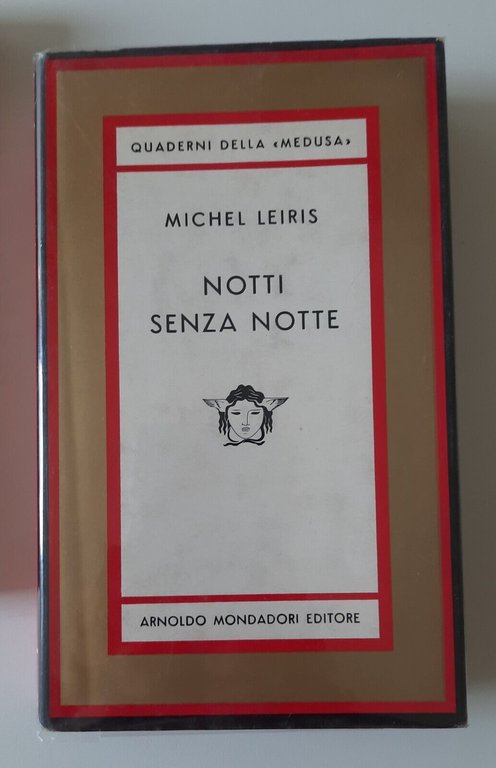 QUADERNI DELLA «MEDUSA»
MICHEL LEIRIS
NOTTI
SENZA NOTTE
ARNOLDO MONDADORI EDITORE